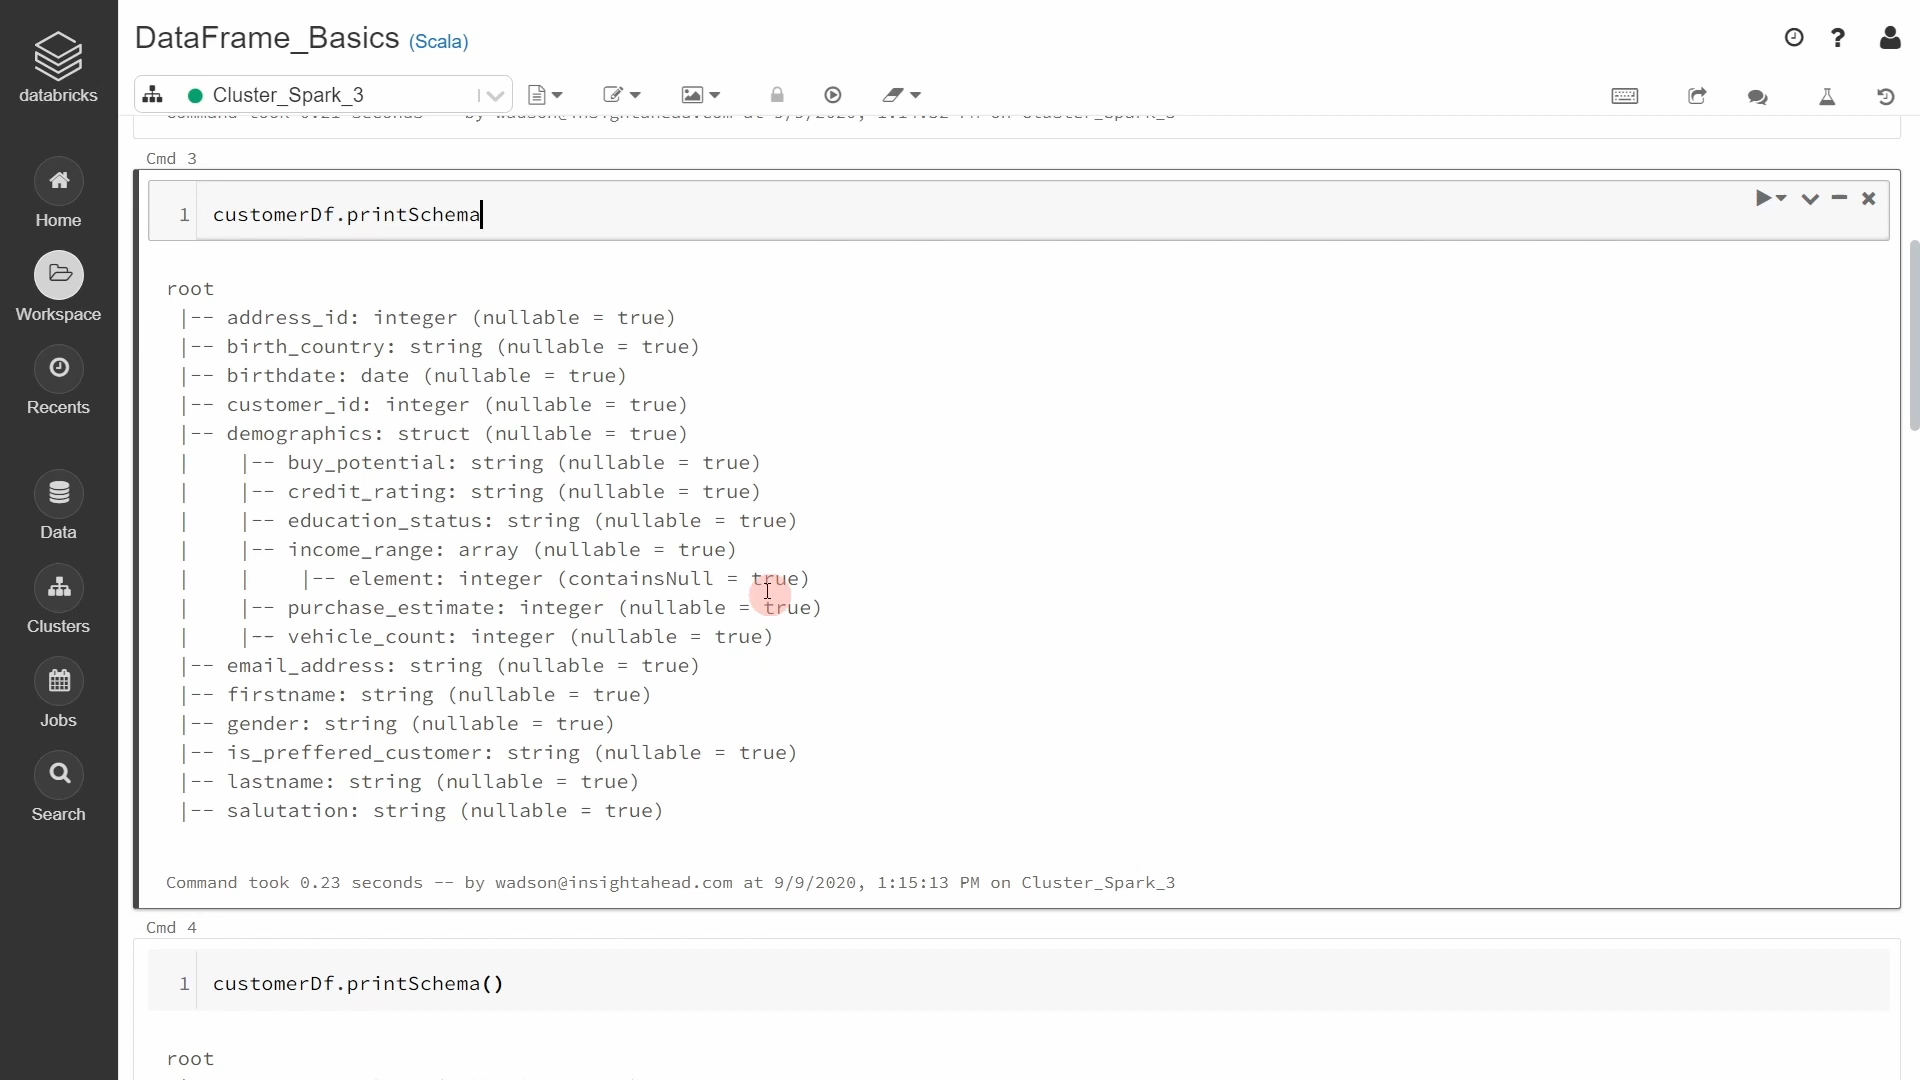 DataFrame_Basics (Scala)
databricks
Cluster_Spark_3
Cmd 3
1 customerDf.printSchema
root
|-- address_id: integer (nullable = true)
|-- birth_country: string (nullable = true)
|-- birthdate: date (nullable = true)
|-- customer_id: integer (nullable = true)
|-- demographics: struct (nullable = true)
|    |-- buy_potential: string (nullable = true)
|    |-- credit_rating: string (nullable = true)
|    |-- education_status: string (nullable = true)
|    |-- income_range: array (nullable = true)
|    |    |-- element: integer (containsNull = true)
|    |-- purchase_estimate: integer (nullable = true)
|    |-- vehicle_count: integer (nullable = true)
|-- email_address: string (nullable = true)
|-- firstname: string (nullable = true)
|-- gender: string (nullable = true)
|-- is_preffered_customer: string (nullable = true)
|-- lastname: string (nullable = true)
|-- salutation: string (nullable = true)
Command took 0.23 seconds -- by wadson@insightahead.com at 9/9/2020, 1:15:13 PM on Cluster_Spark_3
Cmd 4
1 customerDf.printSchema()
root
Home
Workspace
Recents
Data
Clusters
Jobs
Search